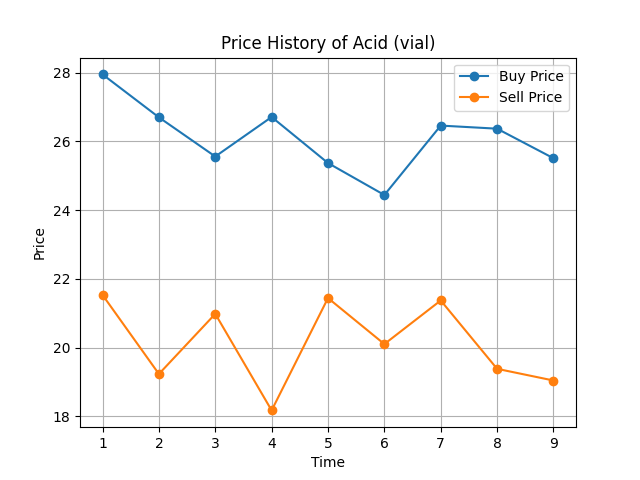 Price History of Acid (vial)
Buy Price
Sell Price
28
26
24
22
20
18
Price
1 2 3 4 5 6 7 8 9
Time